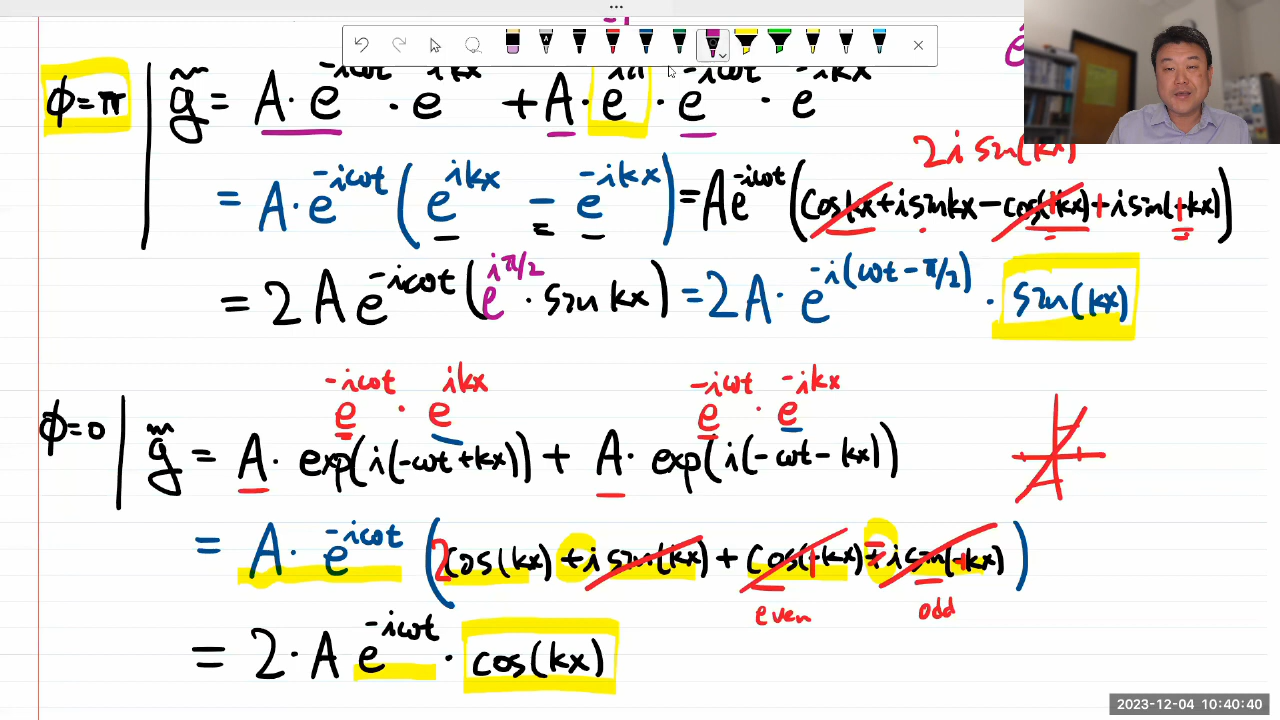 ϕ=π | g̃ = A·e^{-iωt}·e^{ikx} + A·e^{iπ}·e^{-iωt}·e^{-ikx}
2i sin(kx)
= A·e^{-iωt}(e^{ikx} - e^{-ikx}) = Ae^{-iωt}(cos kx + i sin kx - cos(+kx) + i sin(+kx))
= 2 A e^{-iωt}(e^{iπ/2}·sin kx) = 2A·e^{-i(ωt-π/2)}·sin(kx)
e^{-iωt}·e^{ikx} e^{-iωt}·e^{-ikx}
ϕ=0 | g̃ = A·exp(i(-ωt+kx)) + A·exp(i(-ωt-kx))
= A·e^{-iωt}(2cos(kx) + i sin(kx) + cos(+kx) - i sin(+kx))
even odd
= 2·A e^{-iωt}·cos(kx)
2023-12-04 10:40:40